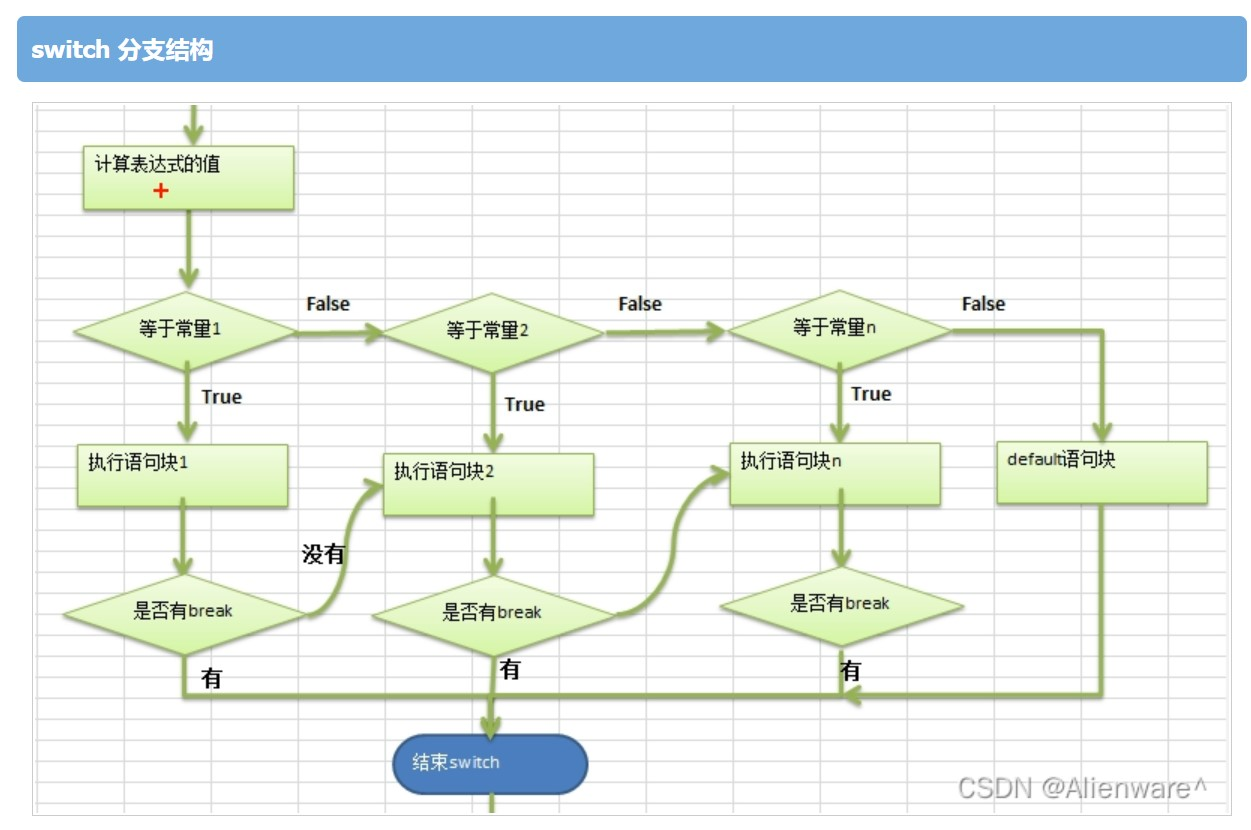 switch 分支结构
计算表达式的值
False
False
False
等于常量1
等于常量2
等于常量n
True
True
True
执行语句块1
执行语句块2
执行语句块n
default语句块
没有
是否有break
是否有break
是否有break
有
有
有
结束switch
CSDN @Alienware^